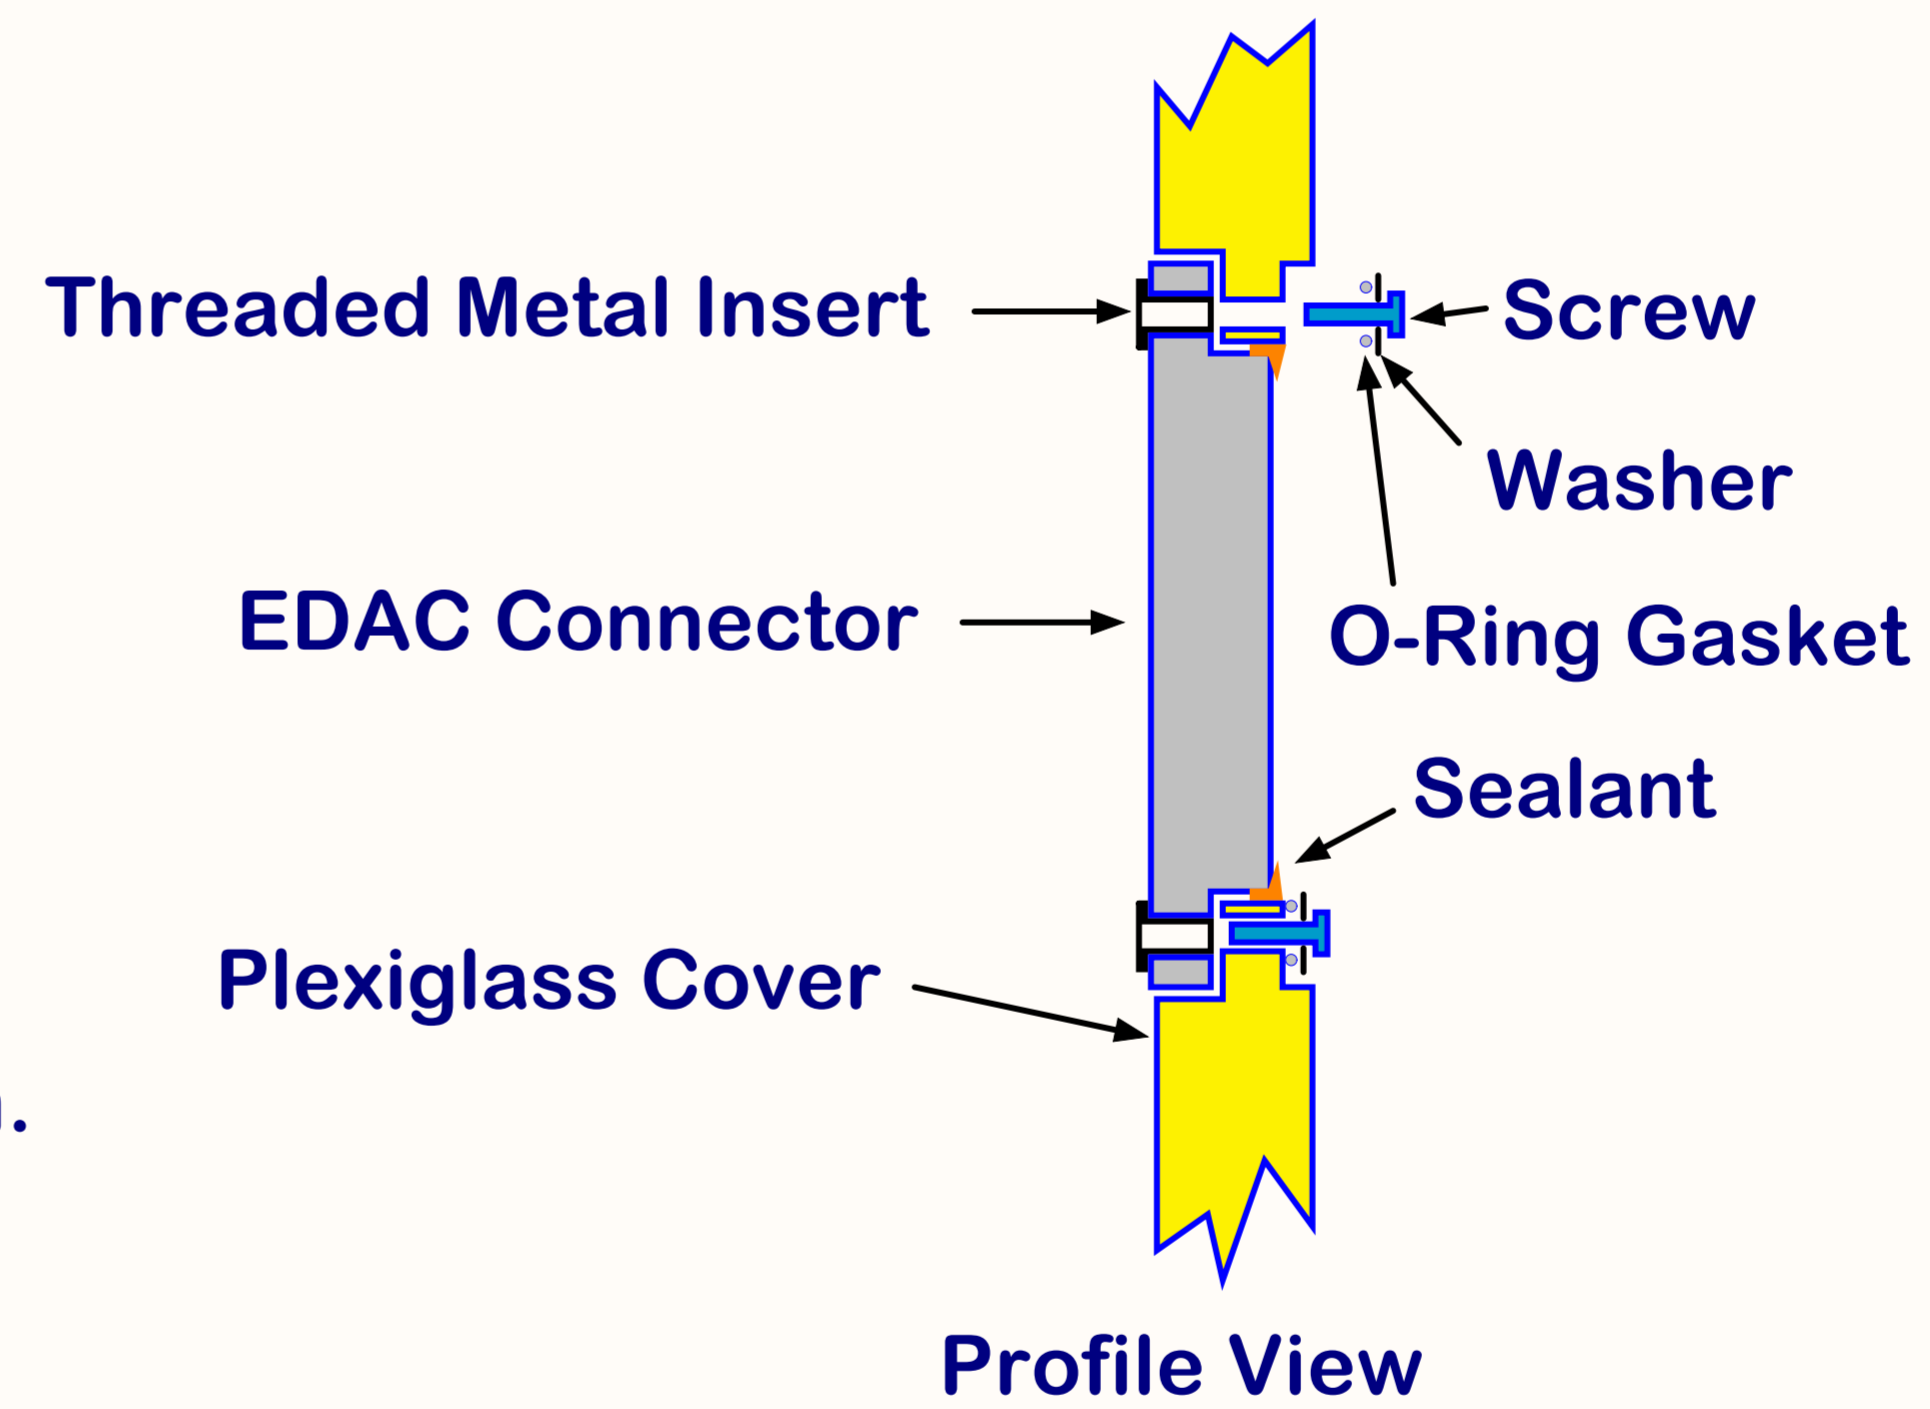 Threaded Metal Insert
Screw
Washer
EDAC Connector
O-Ring Gasket
Sealant
Plexiglass Cover
Profile View